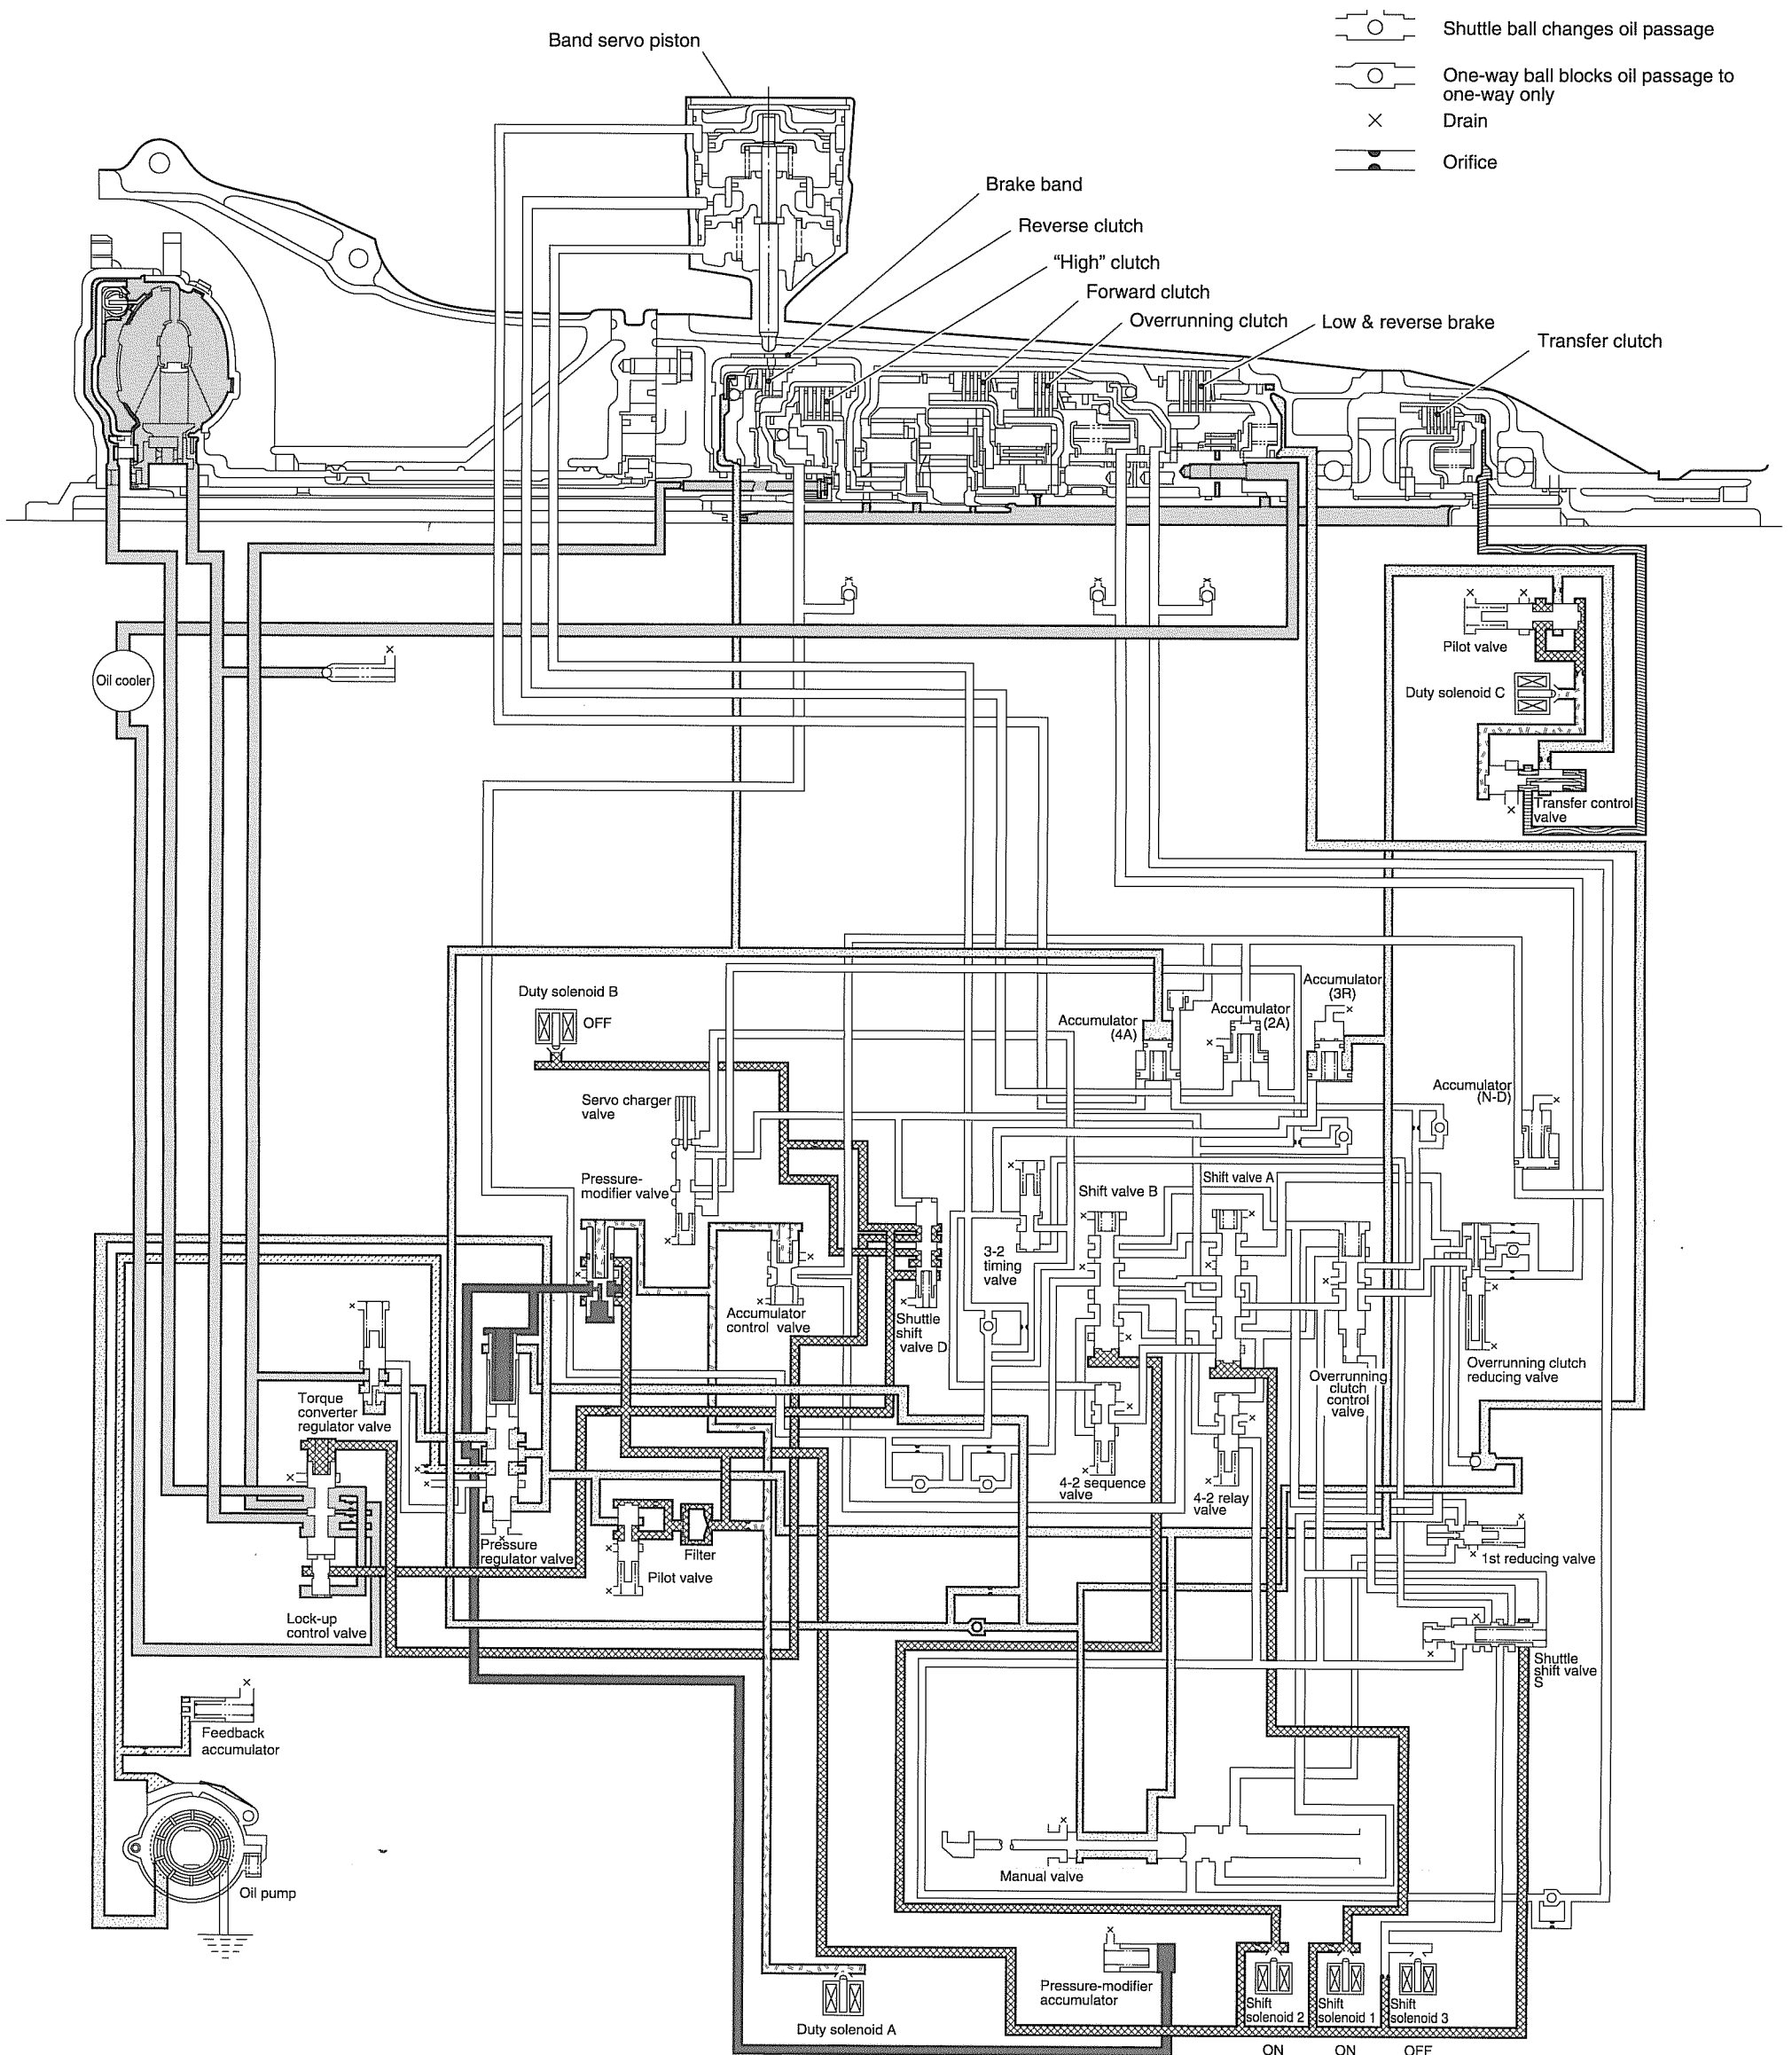 Shuttle ball changes oil passage
One-way ball blocks oil passage to
one-way only
Drain
Orifice
Band servo piston
Brake band
Reverse clutch
“High” clutch
Forward clutch
Overrunning clutch
Low & reverse brake
Transfer clutch
Oil cooler
Pilot valve
Duty solenoid C
Transfer control
valve
Duty solenoid B
OFF
Accumulator
(4A)
Accumulator
(2A)
Accumulator
(3R)
Accumulator
(N-D)
Servo charger
valve
Pressure-
modifier valve
Shift valve B
Shift valve A
3-2
timing
valve
Accumulator
control valve
Shuttle
shift
valve D
Overrunning
clutch
control
valve
Overrunning clutch
reducing valve
Torque
converter
regulator valve
4-2 sequence
valve
4-2 relay
valve
Pressure
regulator valve
Filter
Pilot valve
1st reducing valve
Lock-up
control valve
Shuttle
shift valve
S
Feedback
accumulator
Oil pump
Manual valve
Pressure-modifier
accumulator
Duty solenoid A
Shift
solenoid 2
Shift
solenoid 1
Shift
solenoid 3
ON
ON
OFF